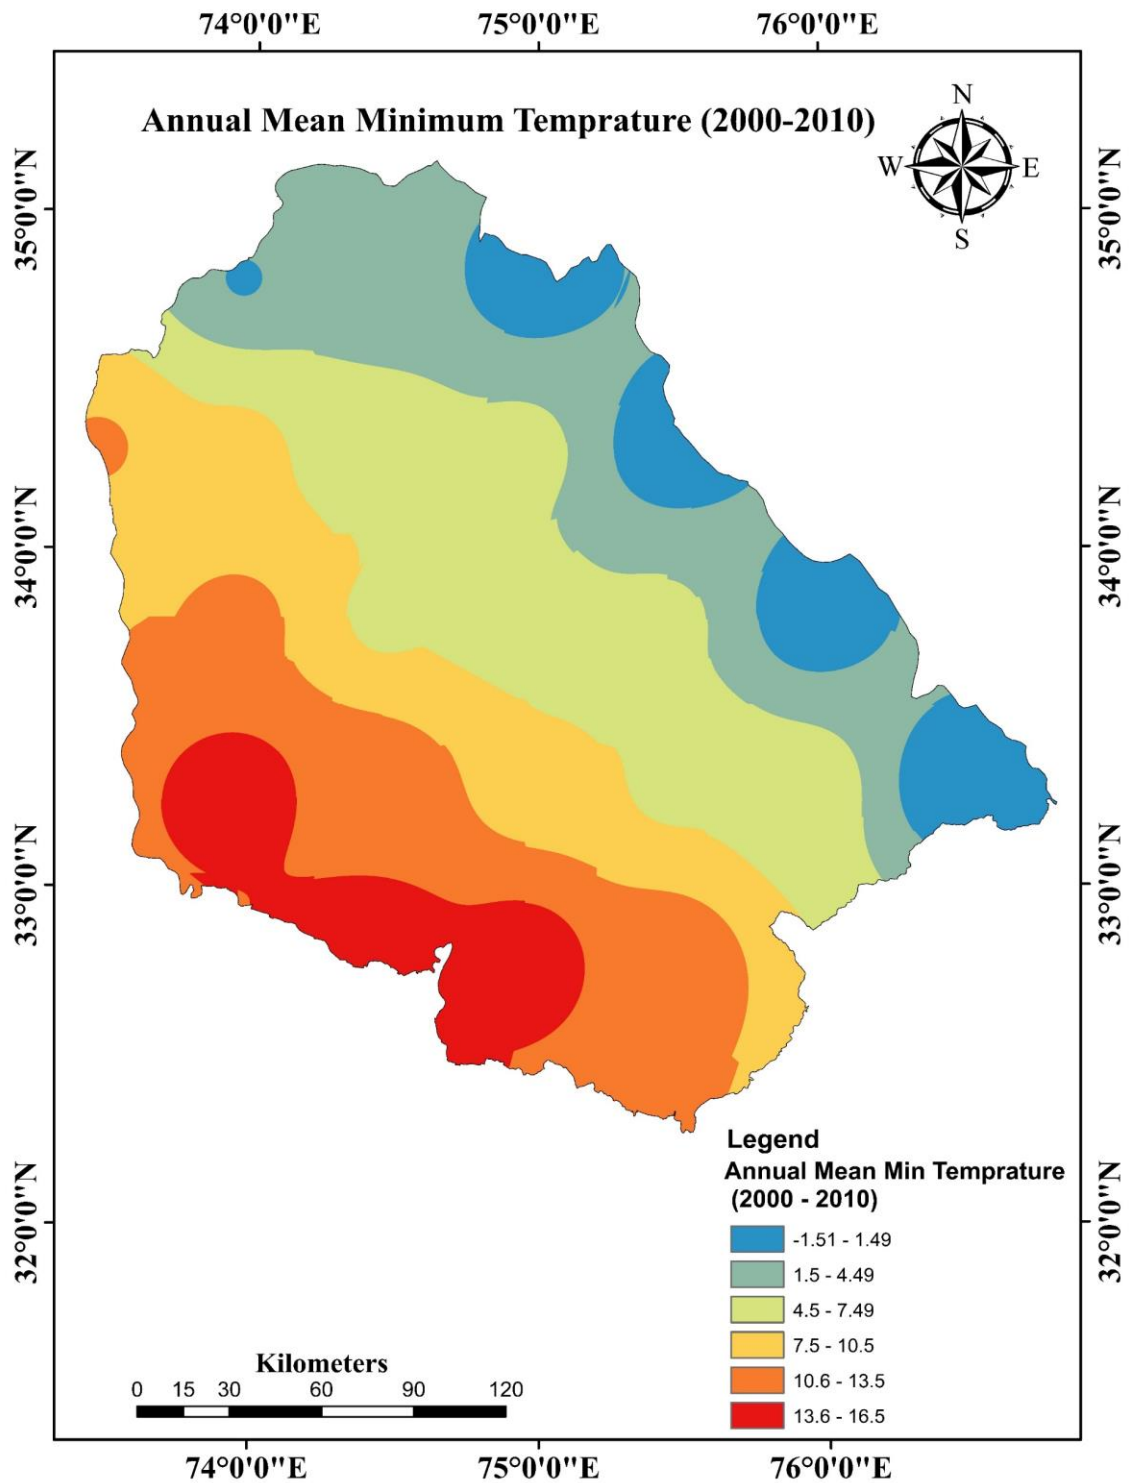 74°0'0"E 75°0'0"E 76°0'0"E
Annual Mean Minimum Temprature (2000-2010)
N
W E
S
35°0'0"N 35°0'0"N
34°0'0"N 34°0'0"N
33°0'0"N 33°0'0"N
32°0'0"N 32°0'0"N
Legend
Annual Mean Min Temprature
(2000 - 2010)
-1.51 - 1.49
1.5 - 4.49
4.5 - 7.49
7.5 - 10.5
10.6 - 13.5
13.6 - 16.5
Kilometers
0 15 30 60 90 120
74°0'0"E 75°0'0"E 76°0'0"E